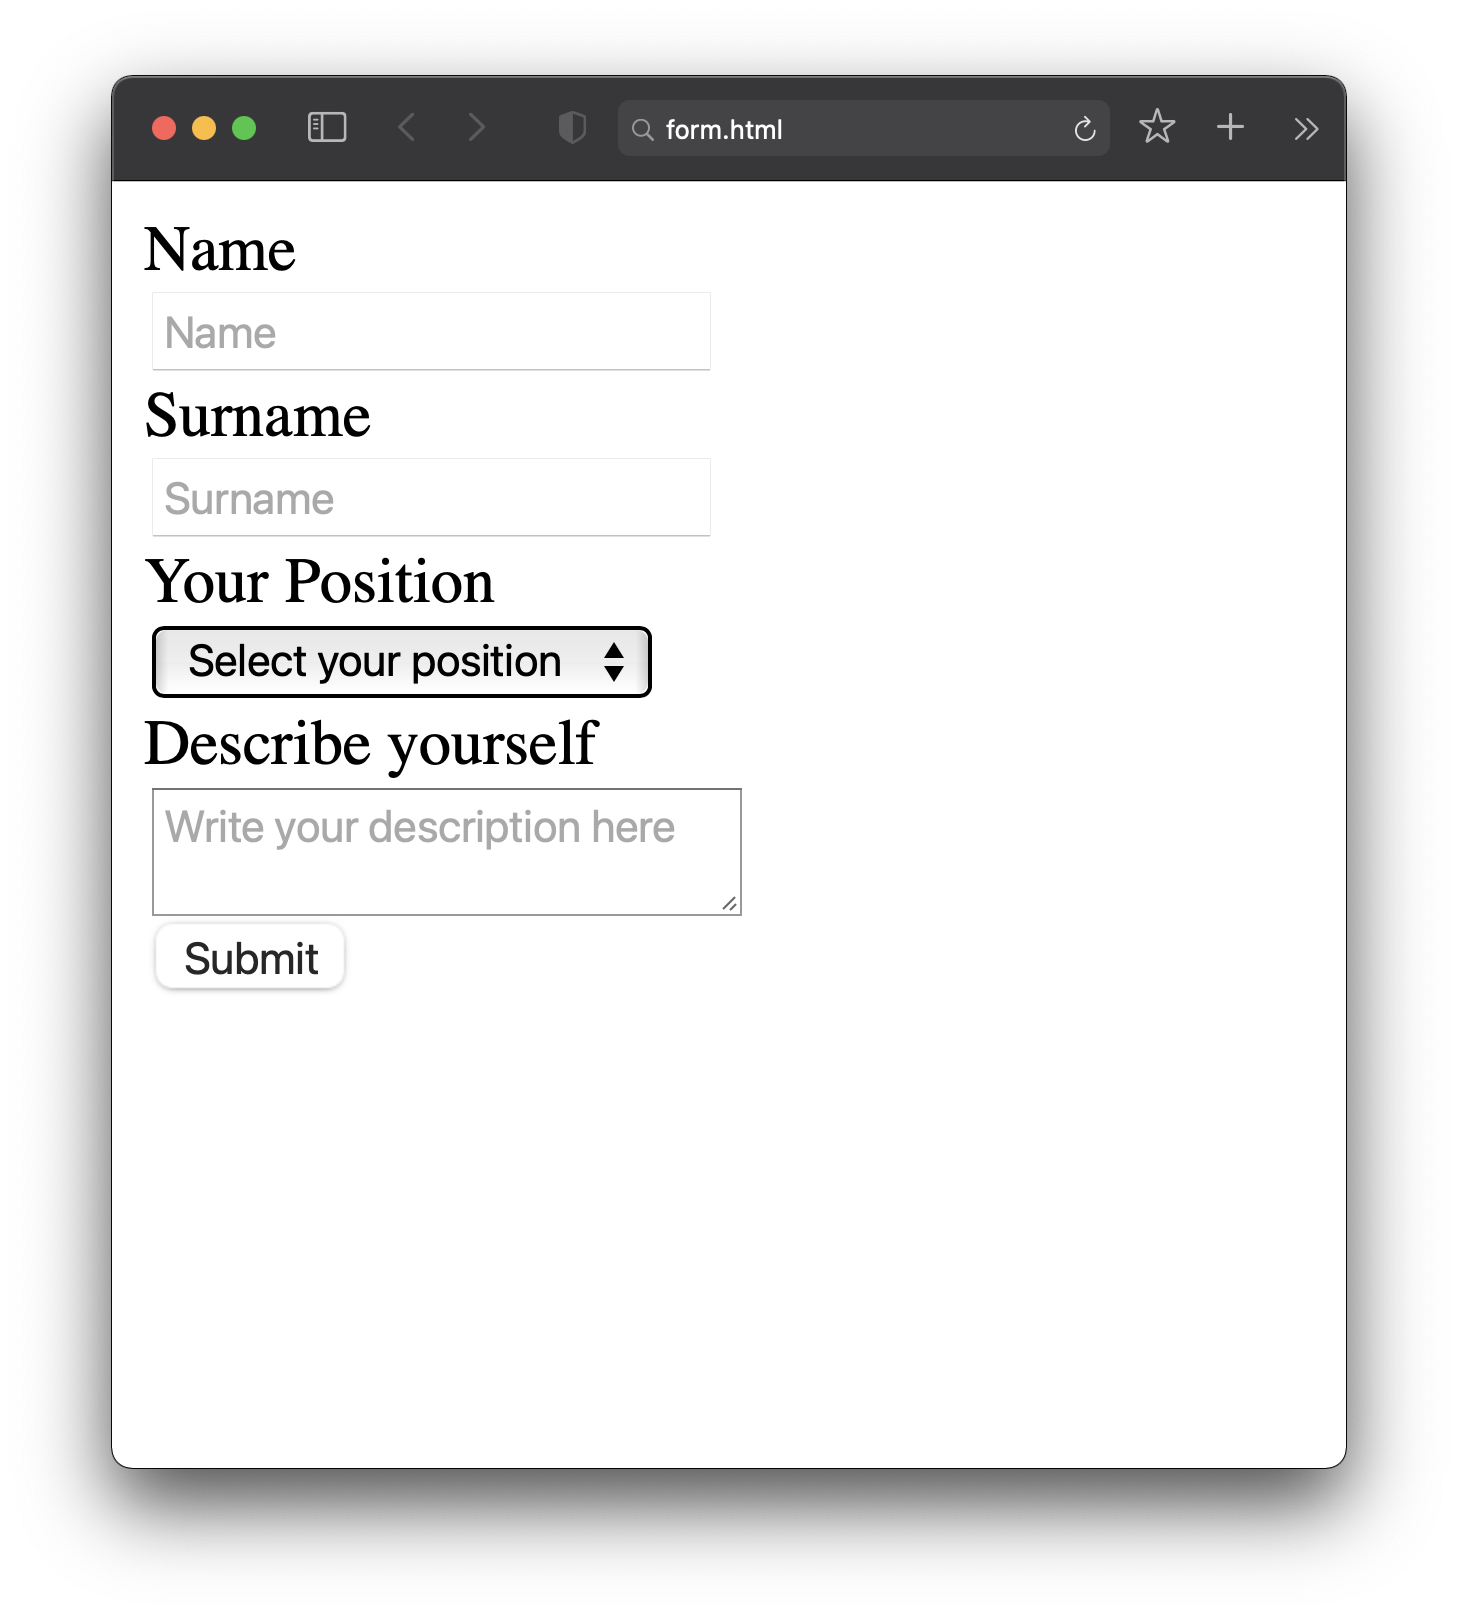 form.html
Name
Name
Surname
Surname
Your Position
Select your position
Describe yourself
Write your description here
Submit